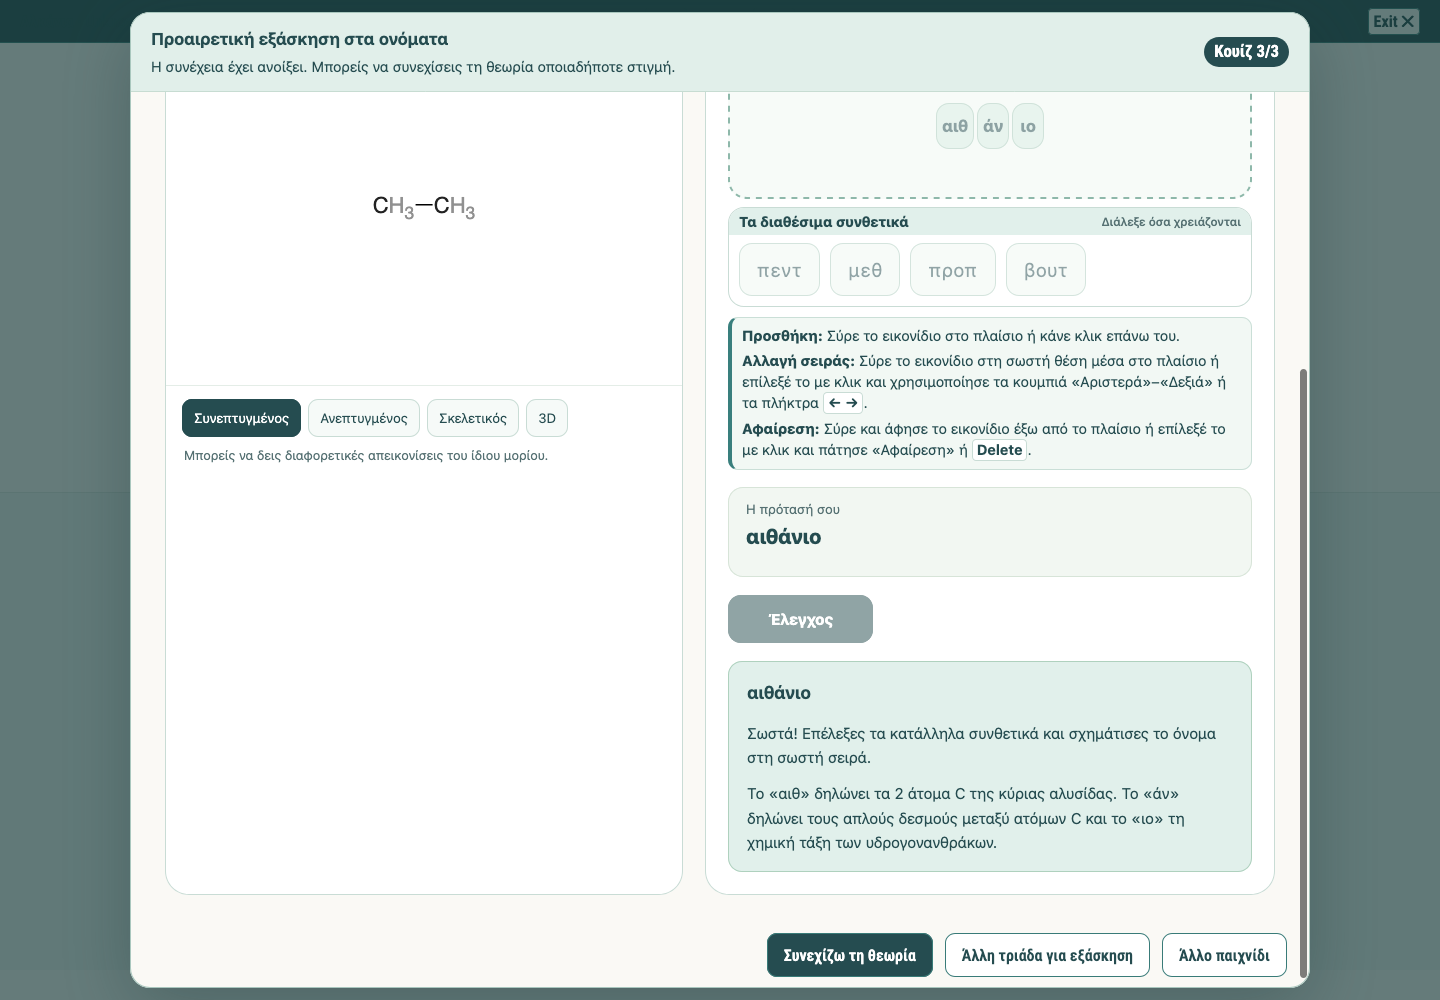 Exit ✕
Προαιρετική εξάσκηση στα ονόματα
Η συνέχεια έχει ανοίξει. Μπορείς να συνεχίσεις τη θεωρία οποιαδήποτε στιγμή.
Κουίζ 3/3
CH3—CH3
Συνεπτυγμένος Ανεπτυγμένος Σκελετικός 3D
Μπορείς να δεις διαφορετικές απεικονίσεις του ίδιου μορίου.
αιθ άν ιο
Τα διαθέσιμα συνθετικά Διάλεξε όσα χρειάζονται
πεντ μεθ προπ βουτ
Προσθήκη: Σύρε το εικονίδιο στο πλαίσιο ή κάνε κλικ επάνω του.
Αλλαγή σειράς: Σύρε το εικονίδιο στη σωστή θέση μέσα στο πλαίσιο ή
επίλεξέ το με κλικ και χρησιμοποίησε τα κουμπιά «Αριστερά»–«Δεξιά» ή
τα πλήκτρα ← →.
Αφαίρεση: Σύρε και άφησε το εικονίδιο έξω από το πλαίσιο ή επίλεξέ το
με κλικ και πάτησε «Αφαίρεση» ή Delete.
Η πρότασή σου
αιθάνιο
Έλεγχος
αιθάνιο
Σωστά! Επέλεξες τα κατάλληλα συνθετικά και σχημάτισες το όνομα
στη σωστή σειρά.
Το «αιθ» δηλώνει τα 2 άτομα C της κύριας αλυσίδας. Το «άν»
δηλώνει τους απλούς δεσμούς μεταξύ ατόμων C και το «ιο» τη
χημική τάξη των υδρογονανθράκων.
Συνεχίζω τη θεωρία Άλλη τριάδα για εξάσκηση Άλλο παιχνίδι